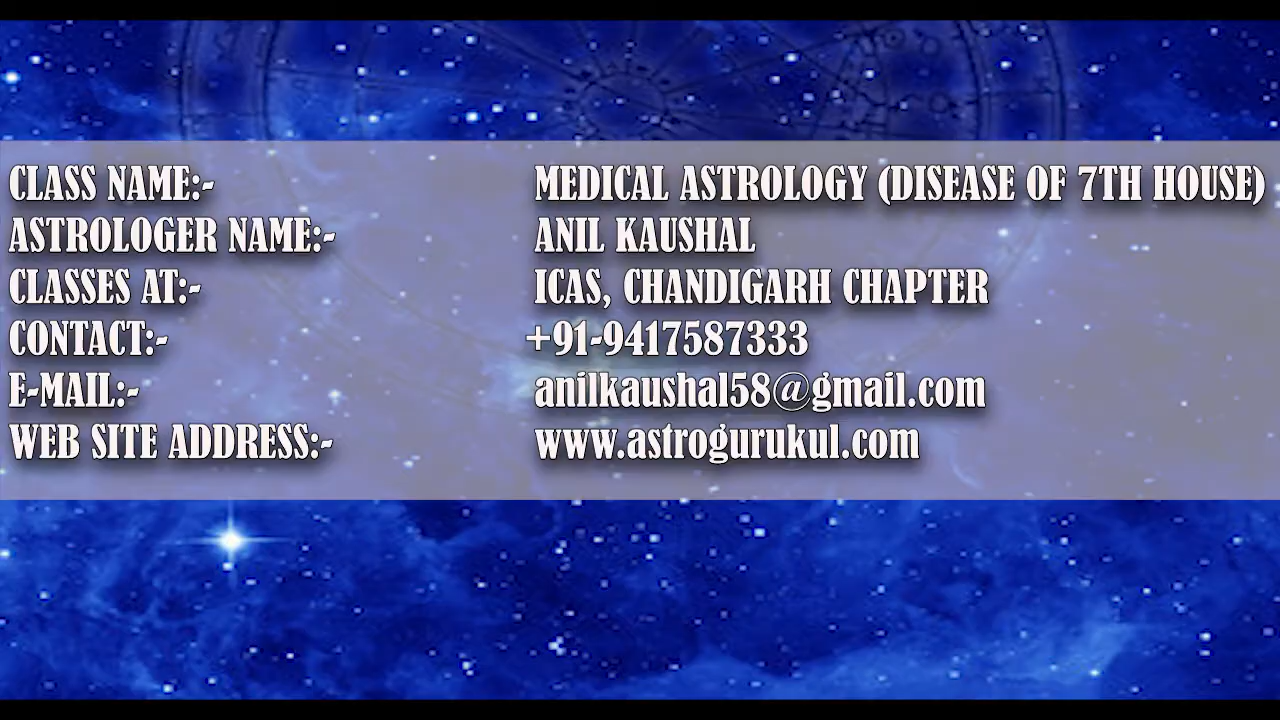 CLASS NAME:- MEDICAL ASTROLOGY (DISEASE OF 7TH HOUSE)
ASTROLOGER NAME:- ANIL KAUSHAL
CLASSES AT:- ICAS, CHANDIGARH CHAPTER
CONTACT:- +91-9417587333
E-MAIL:- anilkaushal58@gmail.com
WEB SITE ADDRESS:- www.astrogurukul.com